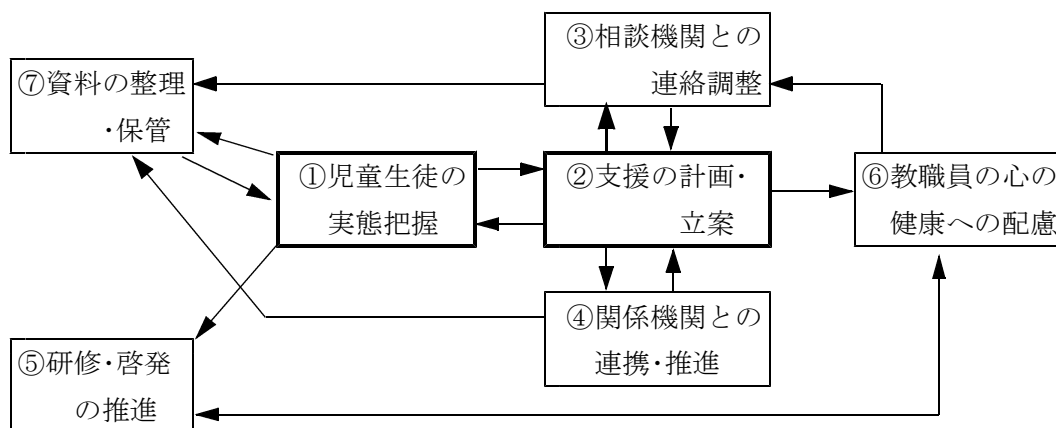 ③相談機関との
連絡調整
⑦資料の整理
・保管
①児童生徒の
実態把握
②支援の計画・
立案
⑥教職員の心の
健康への配慮
④関係機関との
連携・推進
⑤研修・啓発
の推進